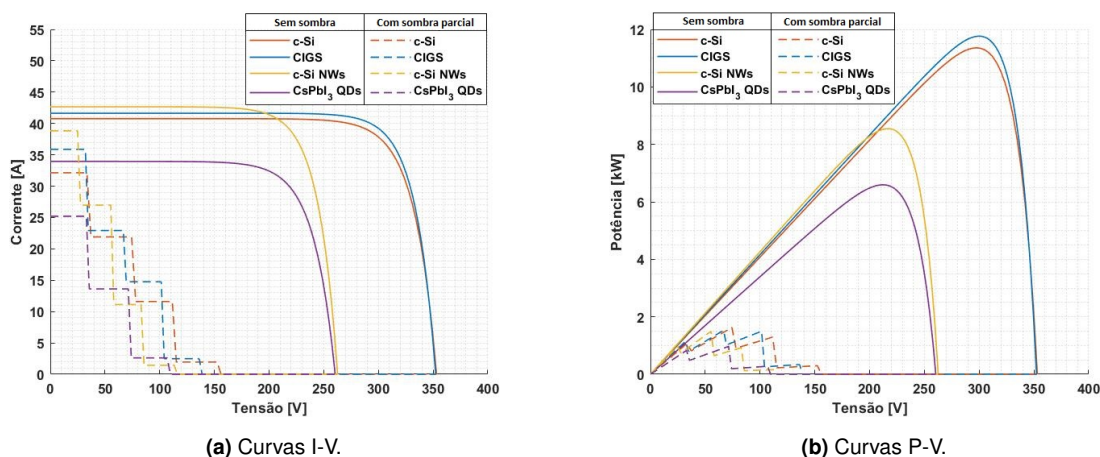 Sem sombra Com sombra parcial
c-Si c-Si
CIGS CIGS
c-Si NWs c-Si NWs
CsPbI3 QDs CsPbI3 QDs
55
50
45
40
35
30
25
20
15
10
5
0
Corrente [A]
0 50 100 150 200 250 300 350 400
Tensão [V]
(a) Curvas I-V.
Sem sombra Com sombra parcial
c-Si c-Si
CIGS CIGS
c-Si NWs c-Si NWs
CsPbI3 QDs CsPbI3 QDs
12
10
8
6
4
2
0
Potência [kW]
0 50 100 150 200 250 300 350 400
Tensão [V]
(b) Curvas P-V.